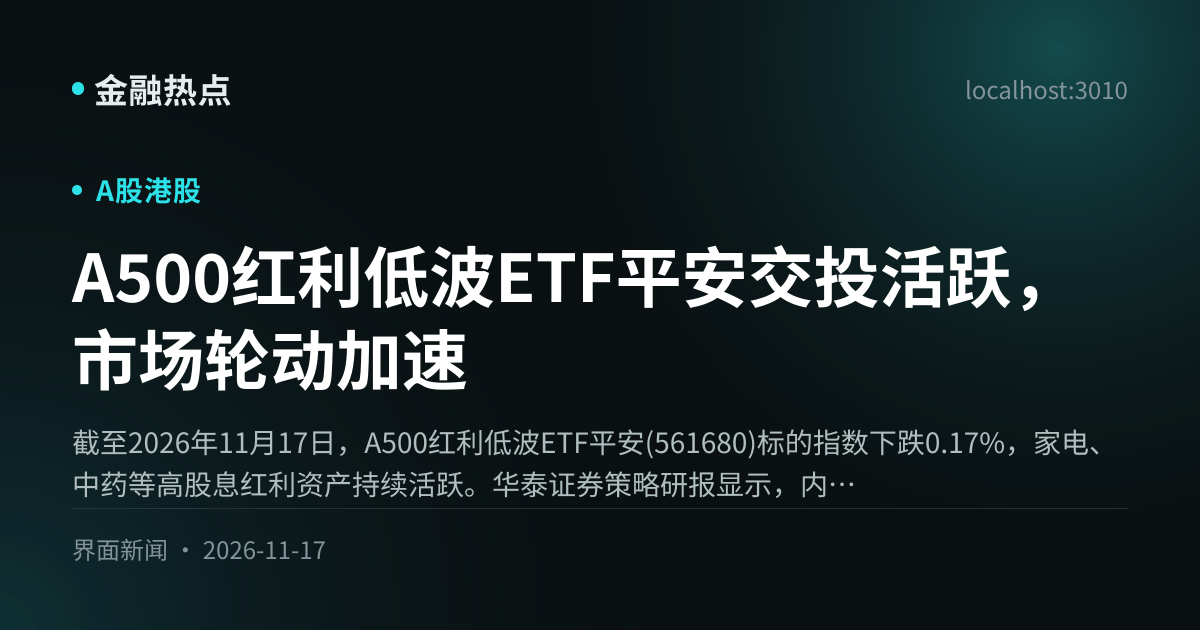 金融热点
localhost:3010
A股港股
A500红利低波ETF平安交投活跃，
市场轮动加速
截至2026年11月17日，A500红利低波ETF平安(561680)标的指数下跌0.17%，家电、
中药等高股息红利资产持续活跃。华泰证券策略研报显示，内…
界面新闻 • 2026-11-17